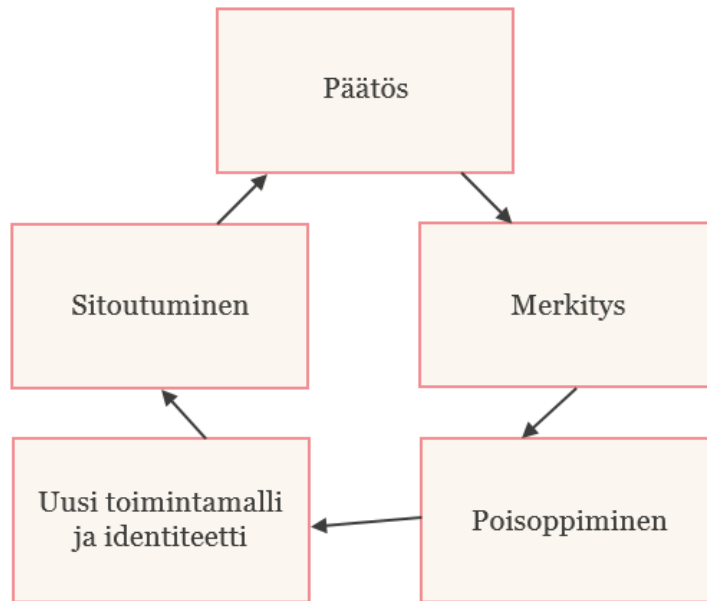 Päätös
Merkitys
Poisoppiminen
Uusi toimintamalli
ja identiteetti
Sitoutuminen